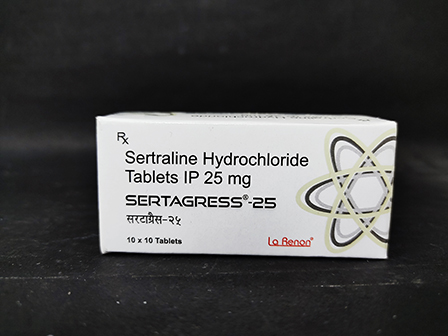 Rx
Sertraline Hydrochloride
Tablets IP 25 mg
SERTAGRESS®-25
सरटाग्रैस-२५
10 x 10 Tablets
La Renon®